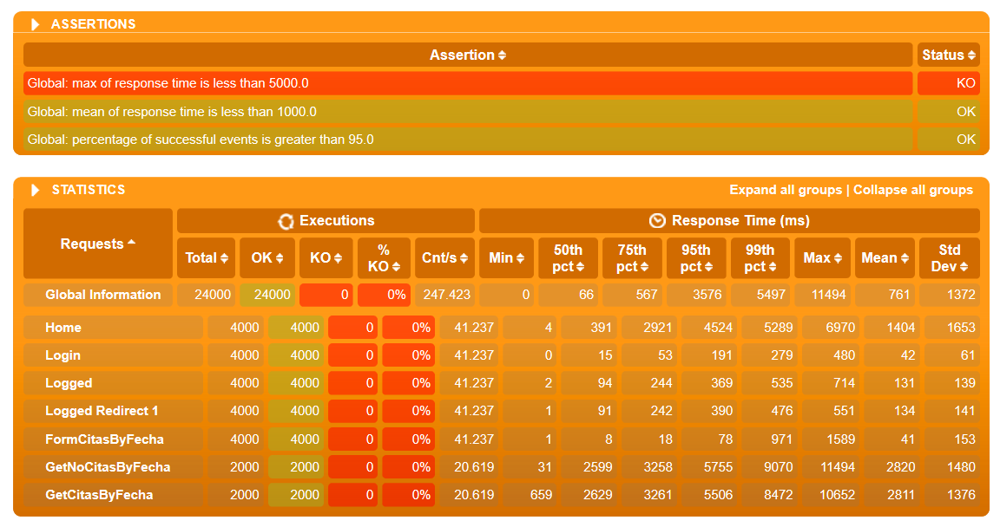 ASSERTIONS
Assertion Status
Global: max of response time is less than 5000.0 KO
Global: mean of response time is less than 1000.0 OK
Global: percentage of successful events is greater than 95.0 OK
STATISTICS Expand all groups | Collapse all groups
Requests Executions Response Time (ms)
Total OK KO % KO Cnt/s Min 50th pct 75th pct 95th pct 99th pct Max Mean Std Dev
Global Information 24000 24000 0 0% 247.423 0 66 567 3576 5497 11494 761 1372
Home 4000 4000 0 0% 41.237 4 391 2921 4524 5289 6970 1404 1653
Login 4000 4000 0 0% 41.237 0 15 53 191 279 480 42 61
Logged 4000 4000 0 0% 41.237 2 94 244 369 535 714 131 139
Logged Redirect 1 4000 4000 0 0% 41.237 1 91 242 390 476 551 134 141
FormCitasByFecha 4000 4000 0 0% 41.237 1 8 18 78 971 1589 41 153
GetNoCitasByFecha 2000 2000 0 0% 20.619 31 2599 3258 5755 9070 11494 2820 1480
GetCitasByFecha 2000 2000 0 0% 20.619 659 2629 3261 5506 8472 10652 2811 1376